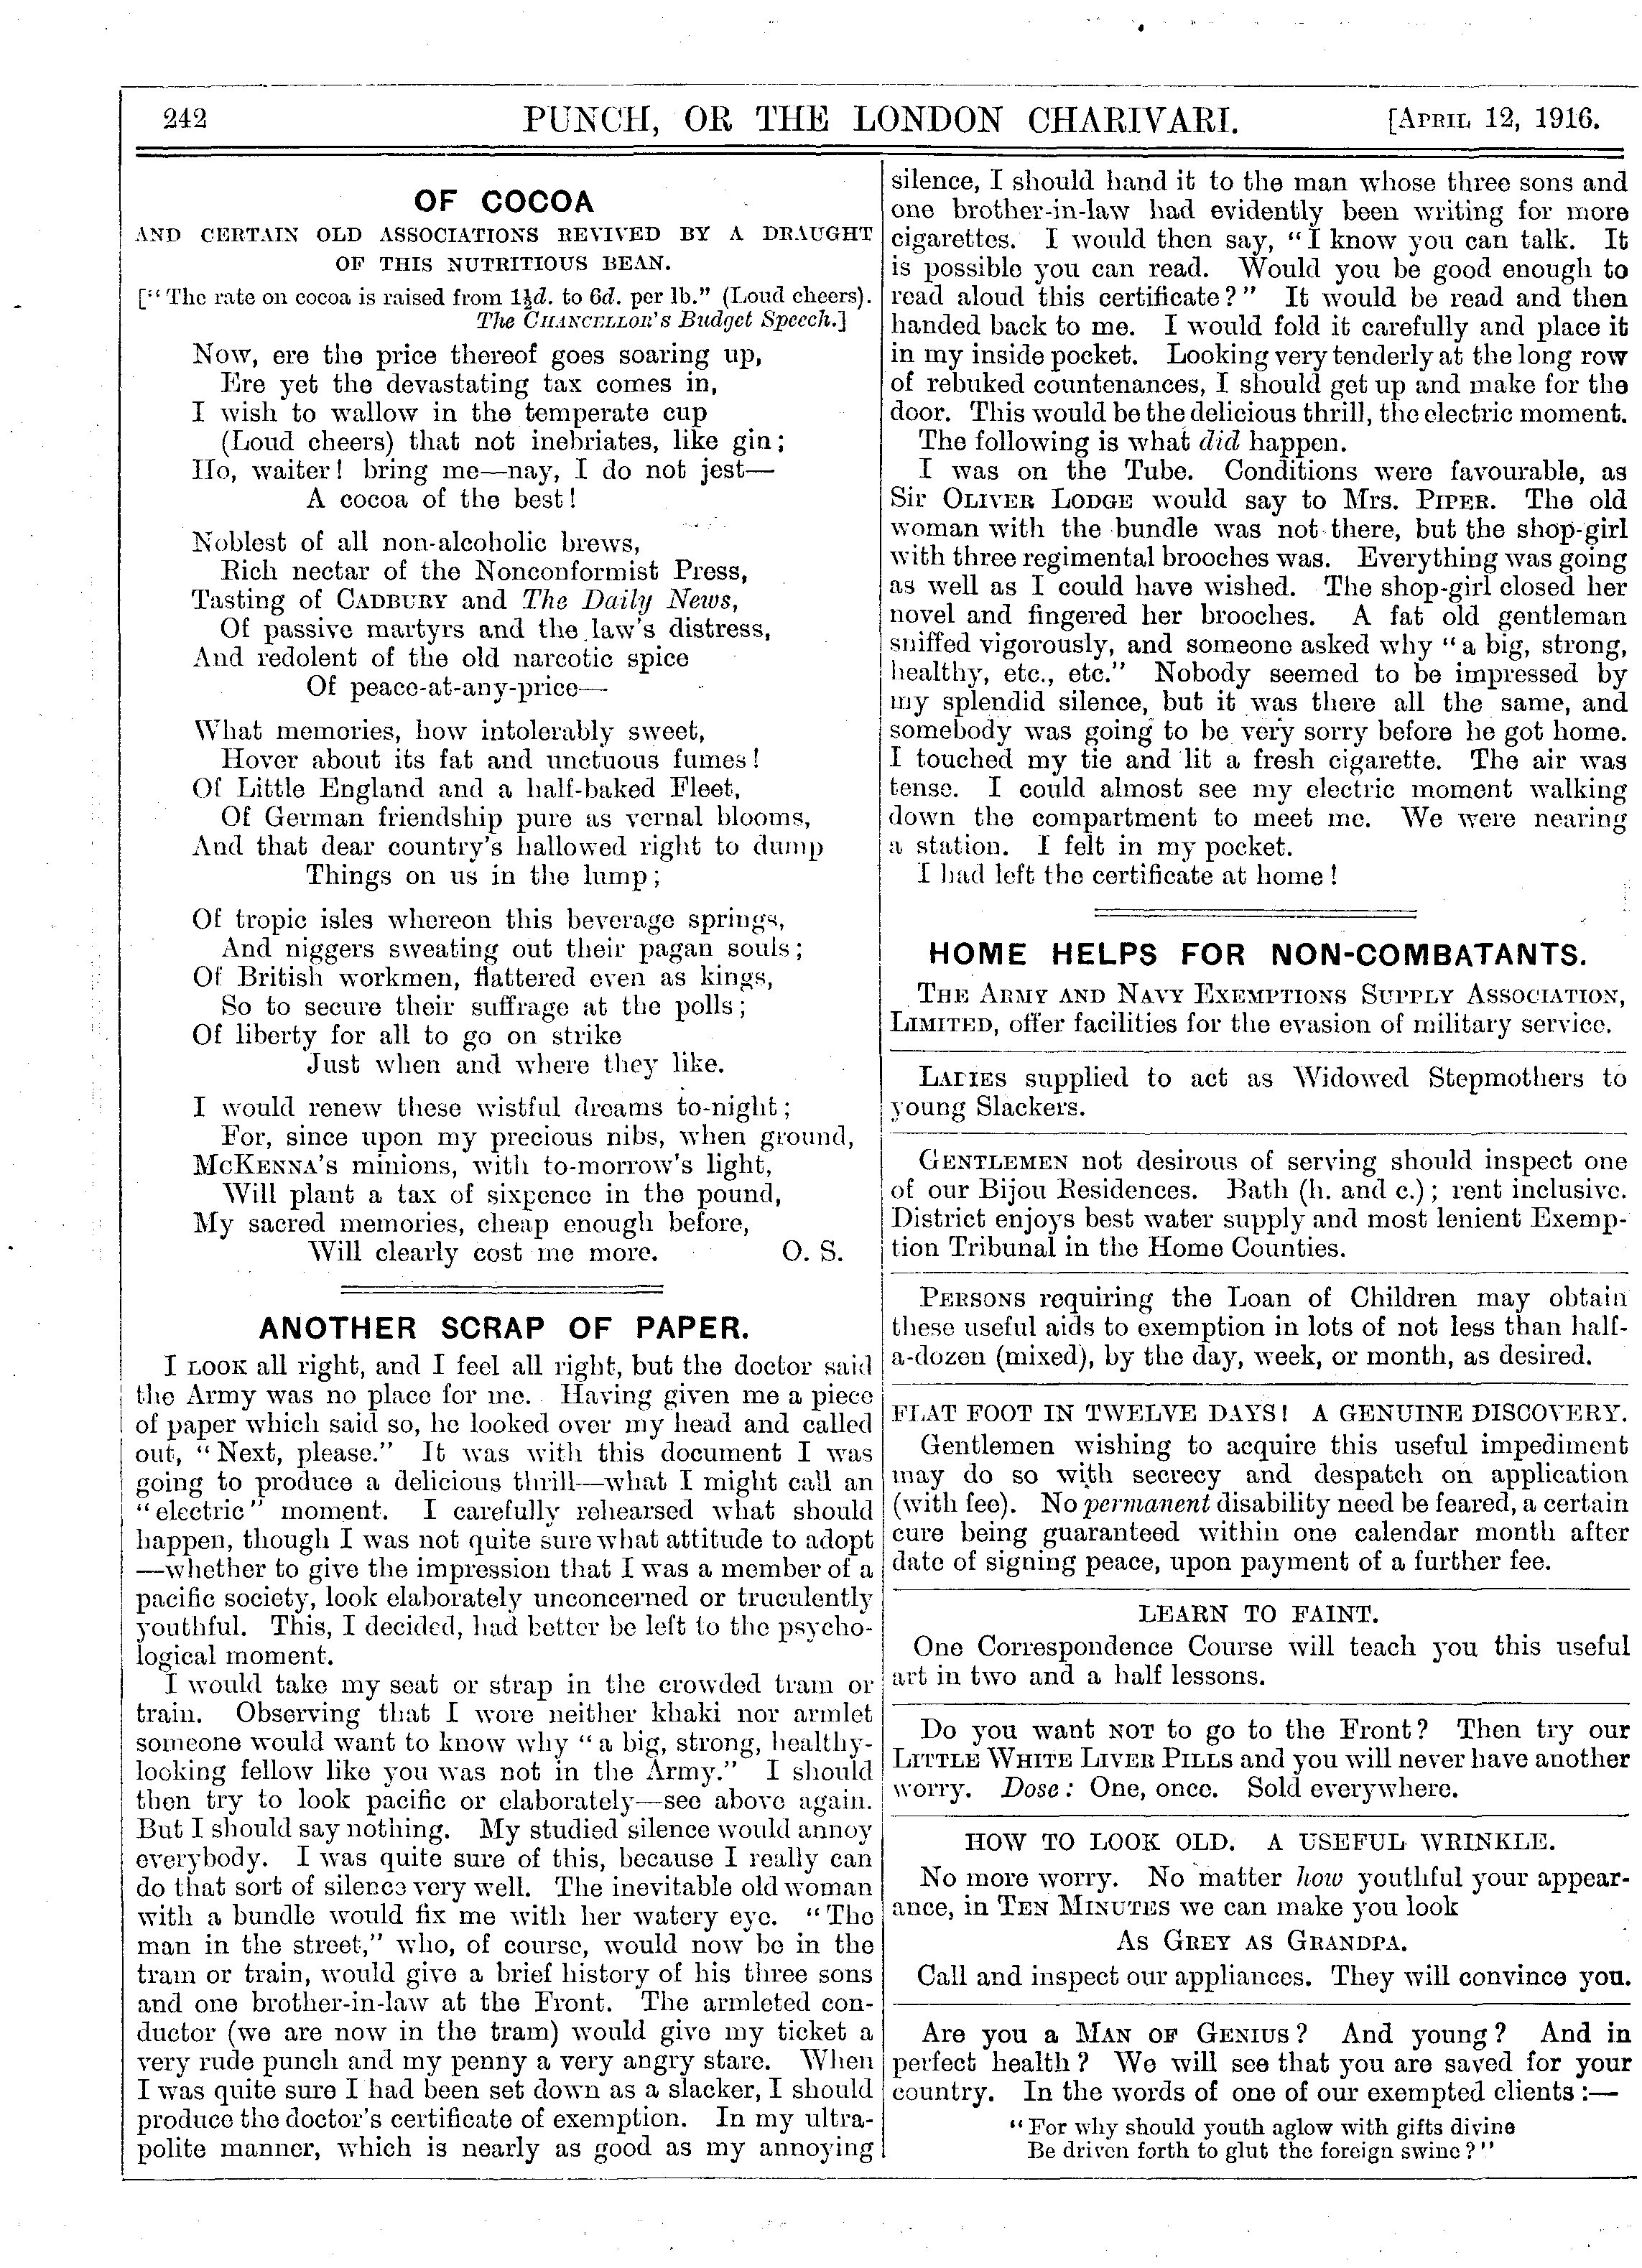 242 PUNCH, OR THE LONDON CHARIVARI. [APRIL 12, 1916.
OF COCOA
AND CERTAIN OLD ASSOCIATIONS REVIVED BY A DRAUGHT
OF THIS NUTRITIOUS BEAN.
["The rate on cocoa is raised from 1½d. to 6d. per lb." (Loud cheers).
The CHANCELLOR's Budget Speech.]
Now, ere the price thereof goes soaring up,
Ere yet the devastating tax comes in,
I wish to wallow in the temperate cup
(Loud cheers) that not inebriates, like gin;
Ho, waiter! bring me—nay, I do not jest—
A cocoa of the best!
Noblest of all non-alcoholic brews,
Rich nectar of the Nonconformist Press,
Tasting of CADBURY and The Daily News,
Of passive martyrs and the law's distress,
And redolent of the old narcotic spice
Of peace-at-any-price—
What memories, how intolerably sweet,
Hover about its fat and unctuous fumes!
Of Little England and a half-baked Fleet,
Of German friendship pure as vernal blooms,
And that dear country's hallowed right to dump
Things on us in the lump;
Of tropic isles whereon this beverage springs,
And niggers sweating out their pagan souls;
Of British workmen, flattered even as kings,
So to secure their suffrage at the polls;
Of liberty for all to go on strike
Just when and where they like.
I would renew these wistful dreams to-night;
For, since upon my precious nibs, when ground,
MCKENNA'S minions, with to-morrow's light,
Will plant a tax of sixpence in the pound,
My sacred memories, cheap enough before,
Will clearly cost me more. O. S.
ANOTHER SCRAP OF PAPER.
I LOOK all right, and I feel all right, but the doctor said
the Army was no place for me. Having given me a piece
of paper which said so, he looked over my head and called
out, "Next, please." It was with this document I was
going to produce a delicious thrill—what I might call an
"electric" moment. I carefully rehearsed what should
happen, though I was not quite sure what attitude to adopt
—whether to give the impression that I was a member of a
pacific society, look elaborately unconcerned or truculently
youthful. This, I decided, had better be left to the psycho-
logical moment.
I would take my seat or strap in the crowded tram or
train. Observing that I wore neither khaki nor armlet
someone would want to know why "a big, strong, healthy-
looking fellow like you was not in the Army." I should
then try to look pacific or elaborately—see above again.
But I should say nothing. My studied silence would annoy
everybody. I was quite sure of this, because I really can
do that sort of silence very well. The inevitable old woman
with a bundle would fix me with her watery eye. "The
man in the street," who, of course, would now be in the
tram or train, would give a brief history of his three sons
and one brother-in-law at the Front. The armleted con-
ductor (we are now in the tram) would give my ticket a
very rude punch and my penny a very angry stare. When
I was quite sure I had been set down as a slacker, I should
produce the doctor's certificate of exemption. In my ultra-
polite manner, which is nearly as good as my annoying
silence, I should hand it to the man whose three sons and
one brother-in-law had evidently been writing for more
cigarettes. I would then say, "I know you can talk. It
is possible you can read. Would you be good enough to
read aloud this certificate?" It would be read and then
handed back to me. I would fold it carefully and place it
in my inside pocket. Looking very tenderly at the long row
of rebuked countenances, I should get up and make for the
door. This would be the delicious thrill, the electric moment.
The following is what did happen.
I was on the Tube. Conditions were favourable, as
Sir OLIVER LODGE would say to Mrs. PIPER. The old
woman with the bundle was not there, but the shop-girl
with three regimental brooches was. Everything was going
as well as I could have wished. The shop-girl closed her
novel and fingered her brooches. A fat old gentleman
sniffed vigorously, and someone asked why "a big, strong,
healthy, etc., etc." Nobody seemed to be impressed by
my splendid silence, but it was there all the same, and
somebody was going to be very sorry before he got home.
I touched my tie and lit a fresh cigarette. The air was
tense. I could almost see my electric moment walking
down the compartment to meet me. We were nearing
a station. I felt in my pocket.
I had left the certificate at home!
HOME HELPS FOR NON-COMBATANTS.
THE ARMY AND NAVY EXEMPTIONS SUPPLY ASSOCIATION,
LIMITED, offer facilities for the evasion of military service.
LADIES supplied to act as Widowed Stepmothers to
young Slackers.
GENTLEMEN not desirous of serving should inspect one
of our Bijou Residences. Bath (h. and c.); rent inclusive.
District enjoys best water supply and most lenient Exemp-
tion Tribunal in the Home Counties.
PERSONS requiring the Loan of Children may obtain
these useful aids to exemption in lots of not less than half-
a-dozen (mixed), by the day, week, or month, as desired.
FLAT FOOT IN TWELVE DAYS! A GENUINE DISCOVERY.
Gentlemen wishing to acquire this useful impediment
may do so with secrecy and despatch on application
(with fee). No permanent disability need be feared, a certain
cure being guaranteed within one calendar month after
date of signing peace, upon payment of a further fee.
LEARN TO FAINT.
One Correspondence Course will teach you this useful
art in two and a half lessons.
Do you want NOT to go to the Front? Then try our
LITTLE WHITE LIVER PILLS and you will never have another
worry. Dose: One, once. Sold everywhere.
HOW TO LOOK OLD. A USEFUL WRINKLE.
No more worry. No matter how youthful your appear-
ance, in TEN MINUTES we can make you look
AS GREY AS GRANDPA.
Call and inspect our appliances. They will convince you.
Are you a MAN OF GENIUS? And young? And in
perfect health? We will see that you are saved for your
country. In the words of one of our exempted clients:—
"For why should youth aglow with gifts divine
Be driven forth to glut the foreign swine?"